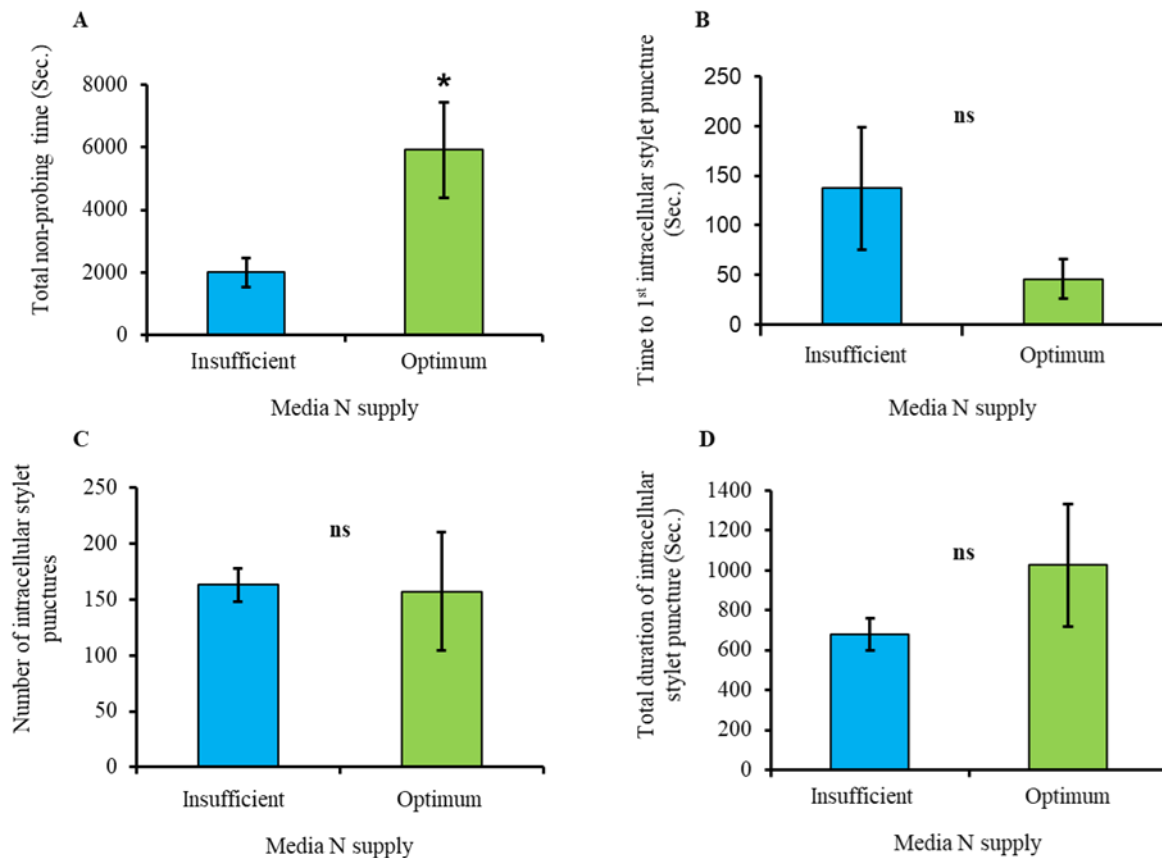 A
Total non-probing time (Sec.)
8000
6000
4000
2000
0
*
Insufficient
Optimum
Media N supply
B
Time to 1st intracellular stylet puncture
(Sec.)
250
200
150
100
50
0
ns
Insufficient
Optimum
Media N supply
C
Number of intracellular stylet
punctures
250
200
150
100
50
0
ns
Insufficient
Optimum
Media N supply
D
Total duration of intracellular
stylet puncture (Sec.)
1400
1200
1000
800
600
400
200
0
ns
Insufficient
Optimum
Media N supply